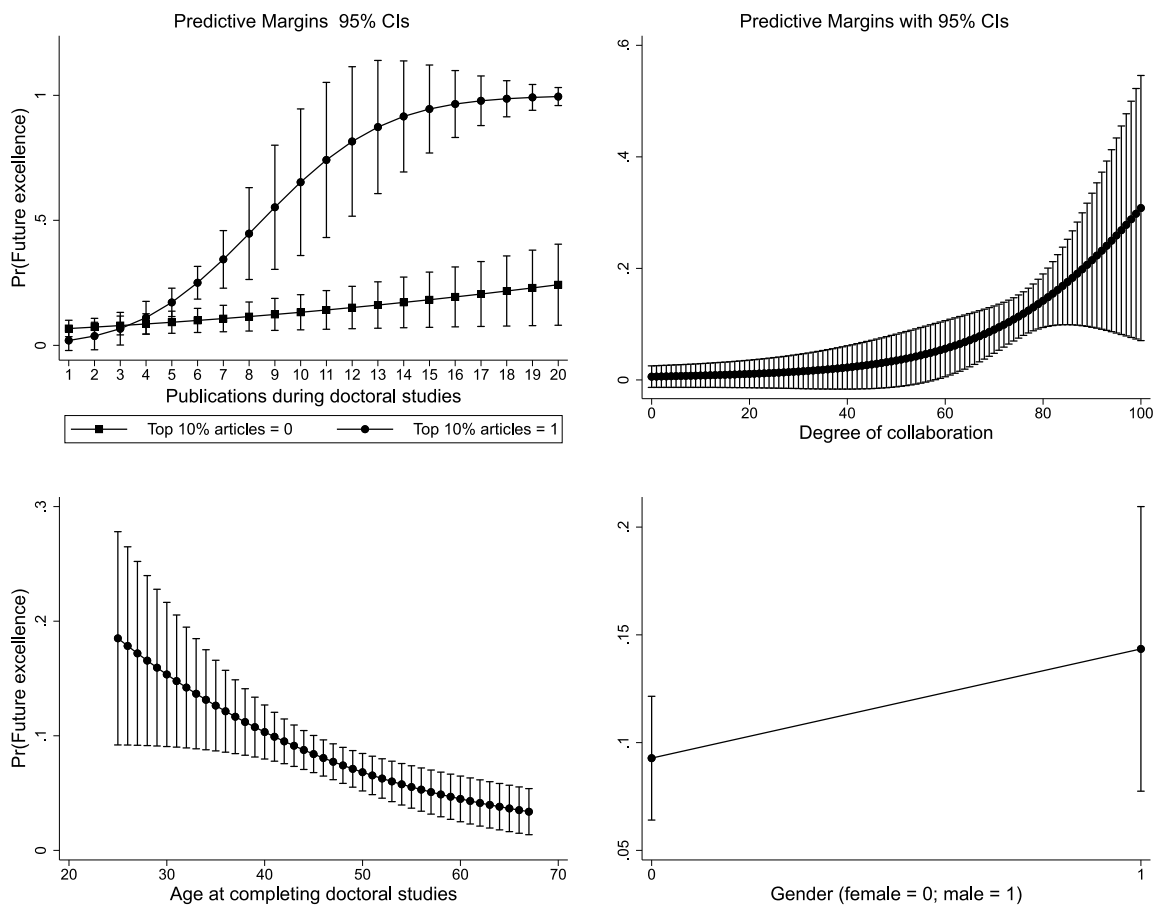 Predictive Margins 95% CIs
Pr(Future excellence)
1
.5
0
1 2 3 4 5 6 7 8 9 10 11 12 13 14 15 16 17 18 19 20
Publications during doctoral studies
Top 10% articles = 0 Top 10% articles = 1
Predictive Margins with 95% CIs
.6
.4
.2
0
0 20 40 60 80 100
Degree of collaboration
Pr(Future excellence)
.3
.2
.1
0
20 30 40 50 60 70
Age at completing doctoral studies
.2
.15
.1
.05
0 1
Gender (female = 0; male = 1)